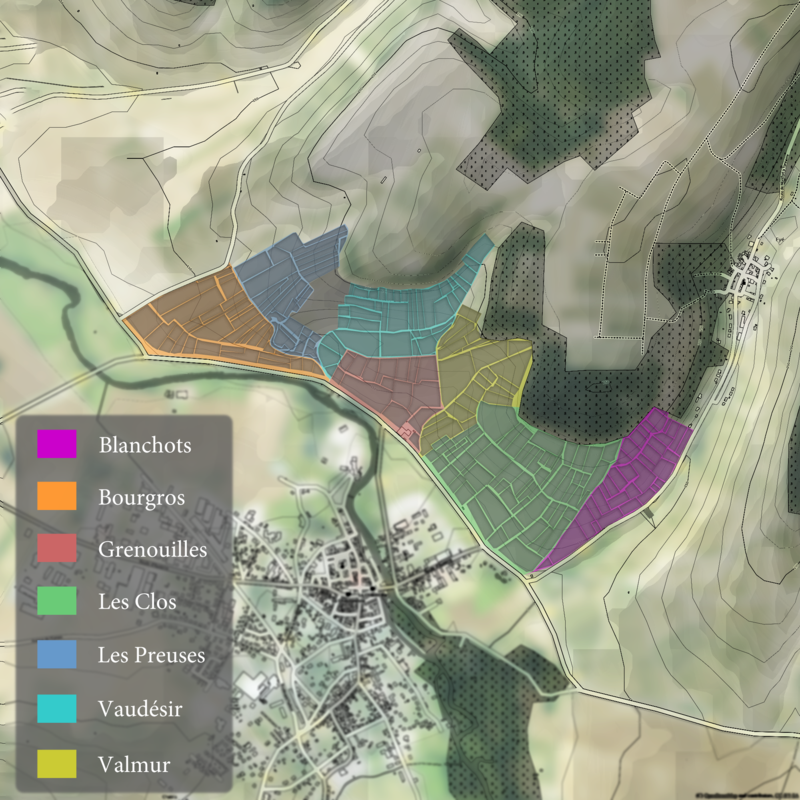 Blanchots
Bourgros
Grenouilles
Les Clos
Les Preuses
Vaudésir
Valmur